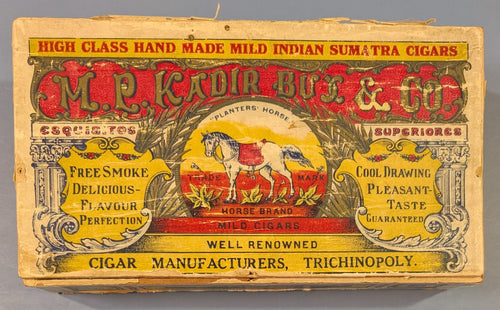 HIGH CLASS HAND MADE MILD INDIAN SUMATRA CIGARS
M. P. KADIR BUX & CO.
"PLANTERS' HORSE"
ESQUISITOS
SUPERIORES
FREE SMOKE
DELICIOUS-
FLAVOUR
PERFECTION
COOL DRAWING
PLEASANT-
TASTE
GUARANTEED
TRADE MARK
HORSE BRAND
MILD CIGARS
WELL RENOWNED
CIGAR MANUFACTURERS, TRICHINOPOLY.